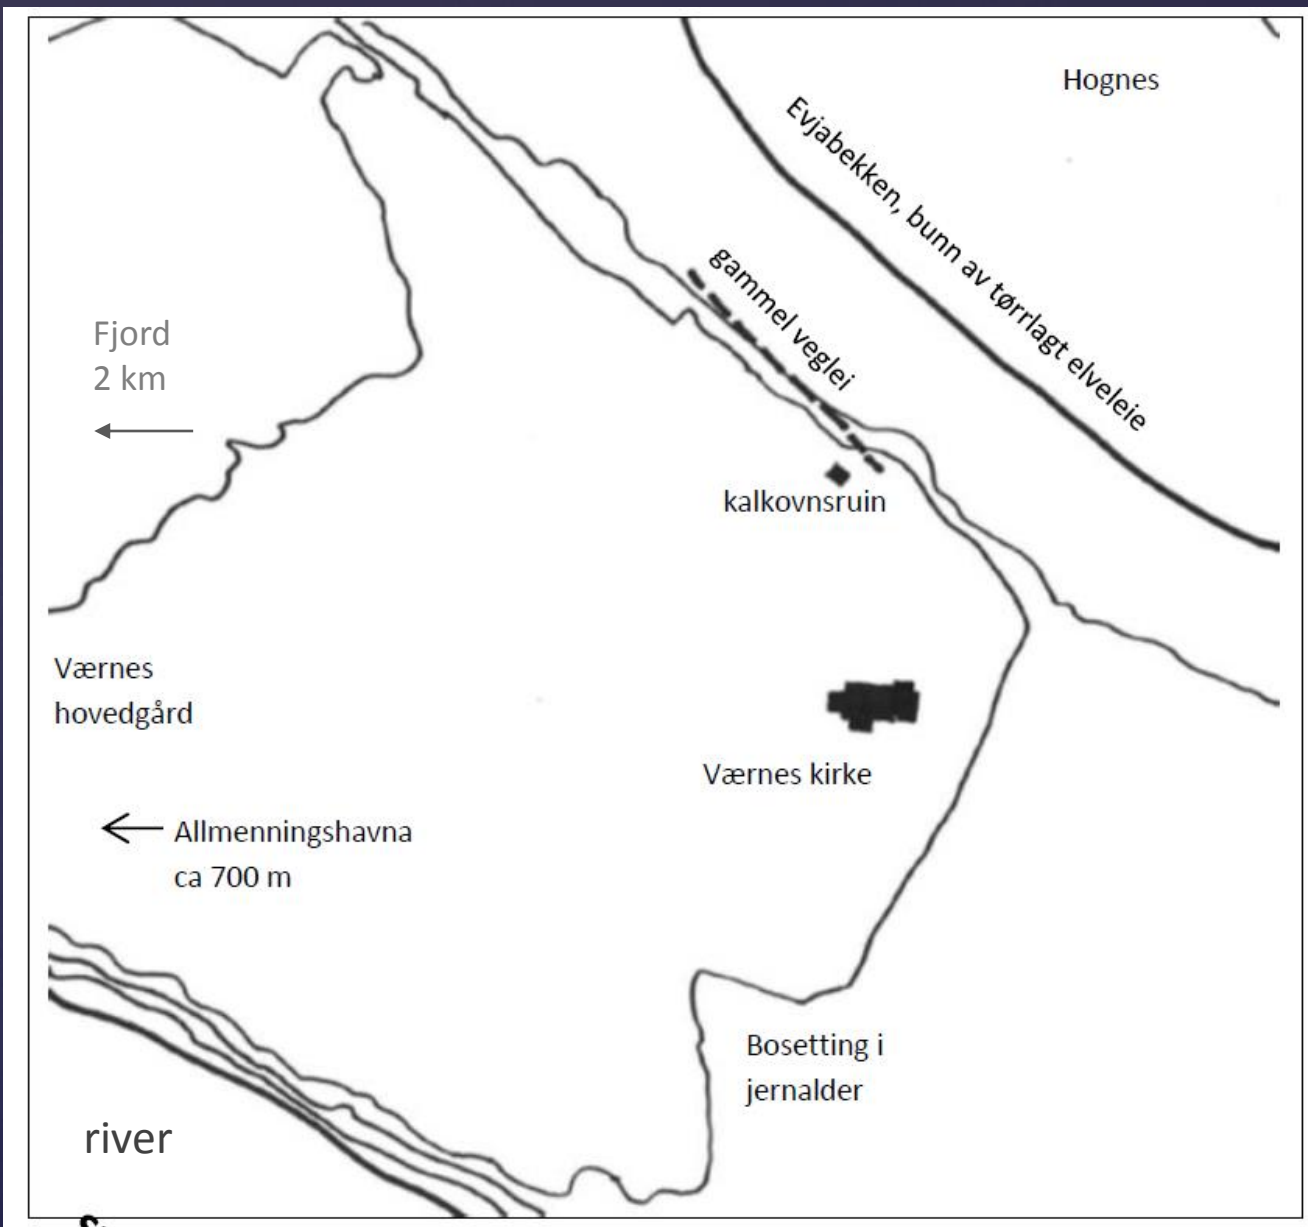 Hognes
Evjabekken, bunn av tørrlagt elveleie
gammel veglei
Fjord
2 km
kalkovnsruin
Værnes
hovedgård
Værnes kirke
Allmenningshavna
ca 700 m
Bosetting i
jernalder
river